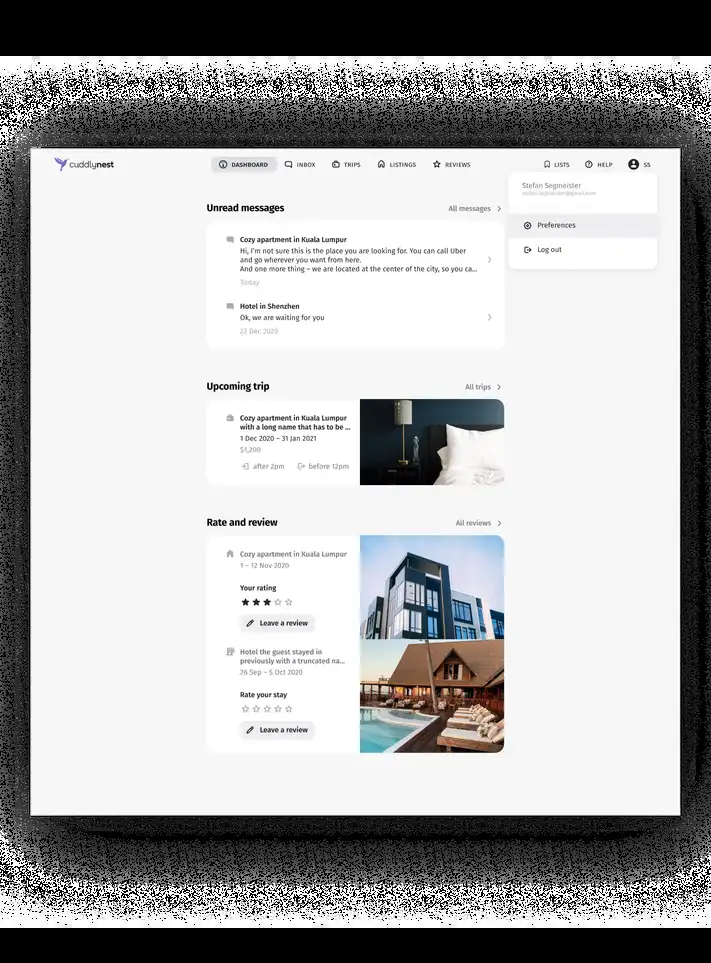 cuddlynest
DASHBOARD
INBOX
TRIPS
LISTINGS
REVIEWS
LISTS
HELP
SS
Stefan Segmeister
Preferences
Log out
Unread messages
All messages
Cozy apartment in Kuala Lumpur
Hi, I'm not sure this is the place you are looking for. You can call Uber
and go wherever you want from here.
And one more thing – we are located at the center of the city, so you ca...
Today
Hotel in Shenzhen
Ok, we are waiting for you
22 Dec 2020
Upcoming trip
All trips
Cozy apartment in Kuala Lumpur
with a long name that has to be ...
1 Dec 2020 – 31 Jan 2021
$1,200
after 2pm
before 12pm
Rate and review
All reviews
Cozy apartment in Kuala Lumpur
1 – 12 Nov 2020
Your rating
Leave a review
Hotel the guest stayed in
previously with a truncated na...
26 Sep – 5 Oct 2020
Rate your stay
Leave a review